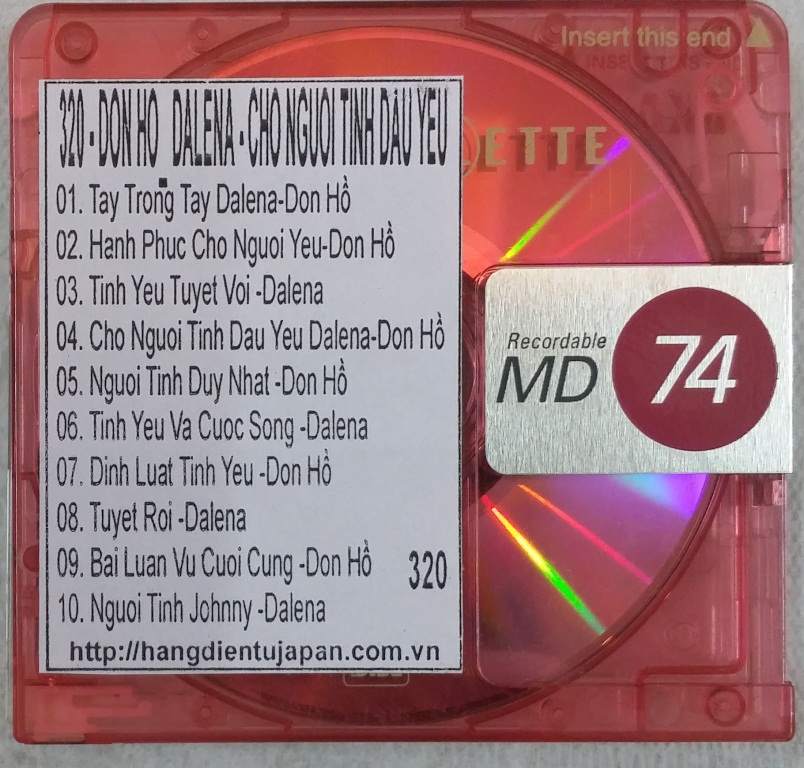 Insert this end
320 - DON HO DALENA - CHO NGUOI TINH DAU YEU
ETTE
01. Tay Trong Tay Dalena-Don Hồ
02. Hanh Phuc Cho Nguoi Yeu-Don Hồ
03. Tinh Yeu Tuyet Voi -Dalena
04. Cho Nguoi Tinh Dau Yeu Dalena-Don Hồ
05. Nguoi Tinh Duy Nhat -Don Hồ
06. Tinh Yeu Va Cuoc Song -Dalena
07. Dinh Luat Tinh Yeu -Don Hồ
08. Tuyet Roi -Dalena
09. Bai Luan Vu Cuoi Cung -Don Hồ
320
10. Nguoi Tinh Johnny -Dalena
http://hangdientujapan.com.vn
Recordable
MD 74